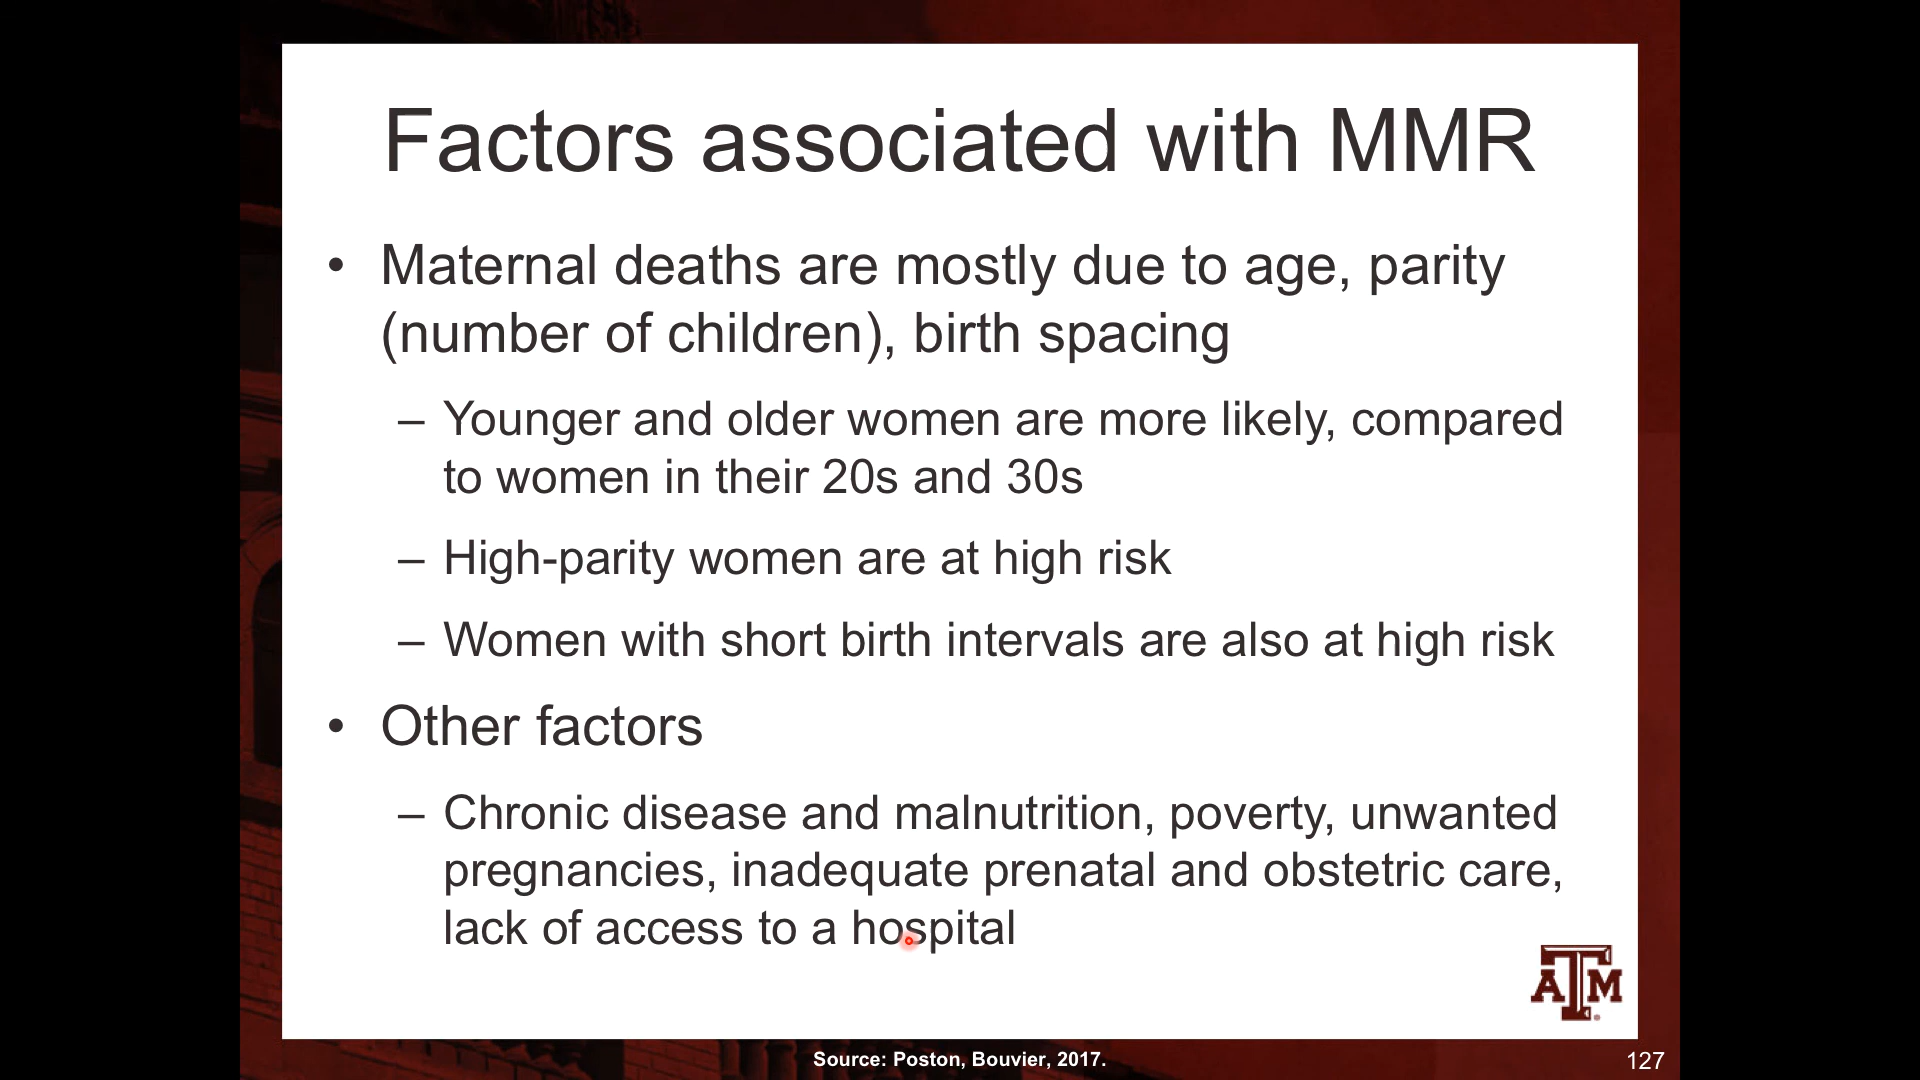 Factors associated with MMR
• Maternal deaths are mostly due to age, parity
(number of children), birth spacing
– Younger and older women are more likely, compared
to women in their 20s and 30s
– High-parity women are at high risk
– Women with short birth intervals are also at high risk
• Other factors
– Chronic disease and malnutrition, poverty, unwanted
pregnancies, inadequate prenatal and obstetric care,
lack of access to a hospital
ATM
Source: Poston, Bouvier, 2017.
127